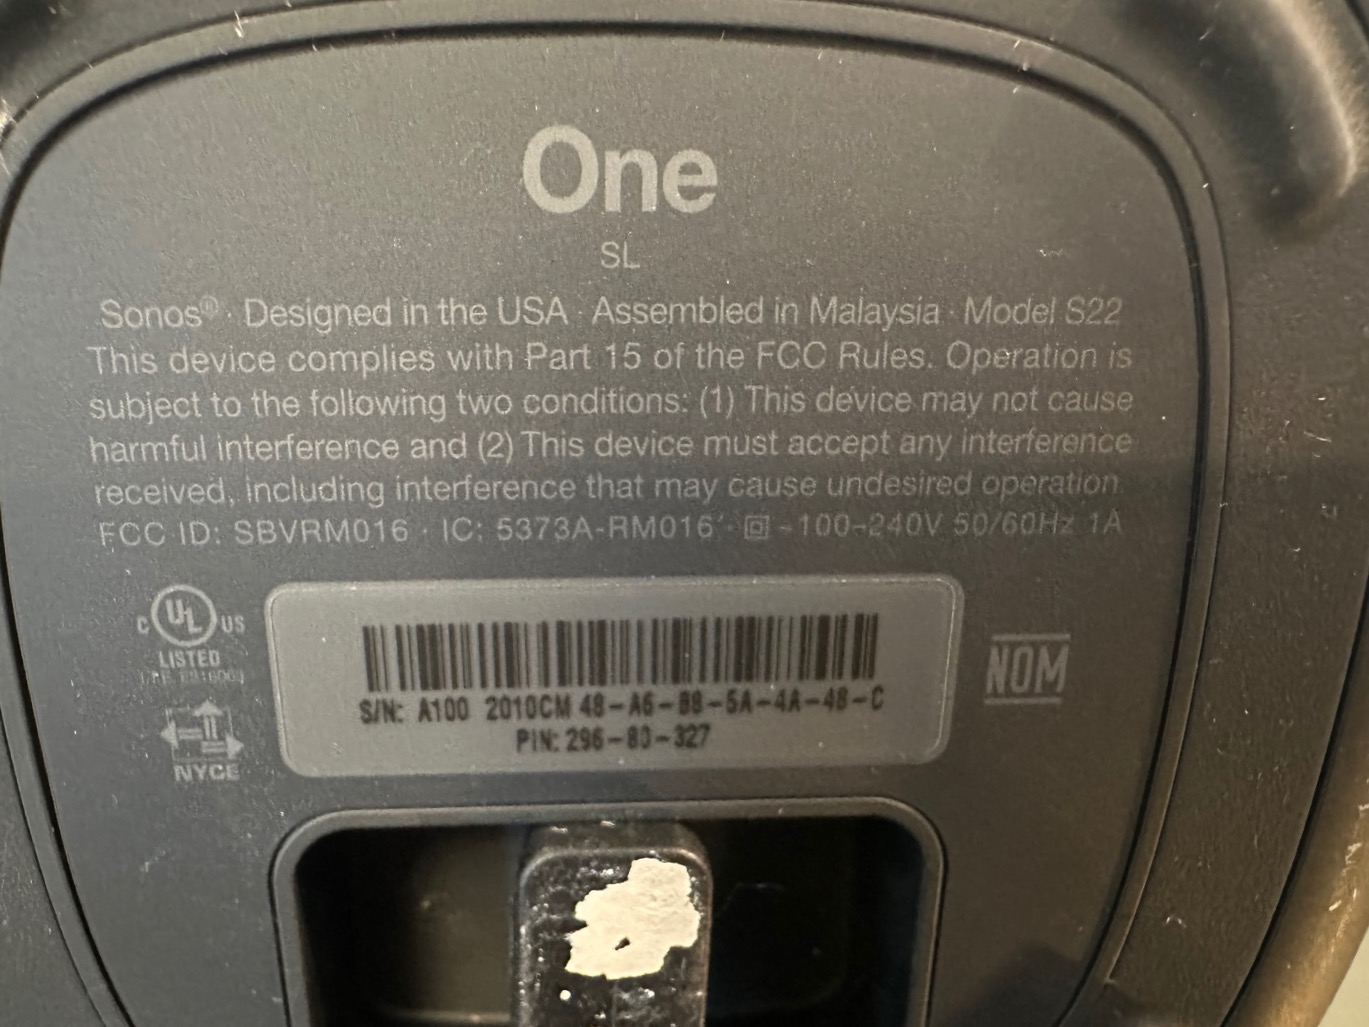 One
SL
Sonos® · Designed in the USA · Assembled in Malaysia · Model S22
This device complies with Part 15 of the FCC Rules. Operation is
subject to the following two conditions: (1) This device may not cause
harmful interference and (2) This device must accept any interference
received, including interference that may cause undesired operation.
FCC ID: SBVRM016 · IC: 5373A-RM016 · ~100-240V 50/60Hz 1A
C UL US
LISTED
S/N: A100 2010CM 48-A6-B8-5A-4A-48-C
PIN: 296-80-327
NOM
NYCE